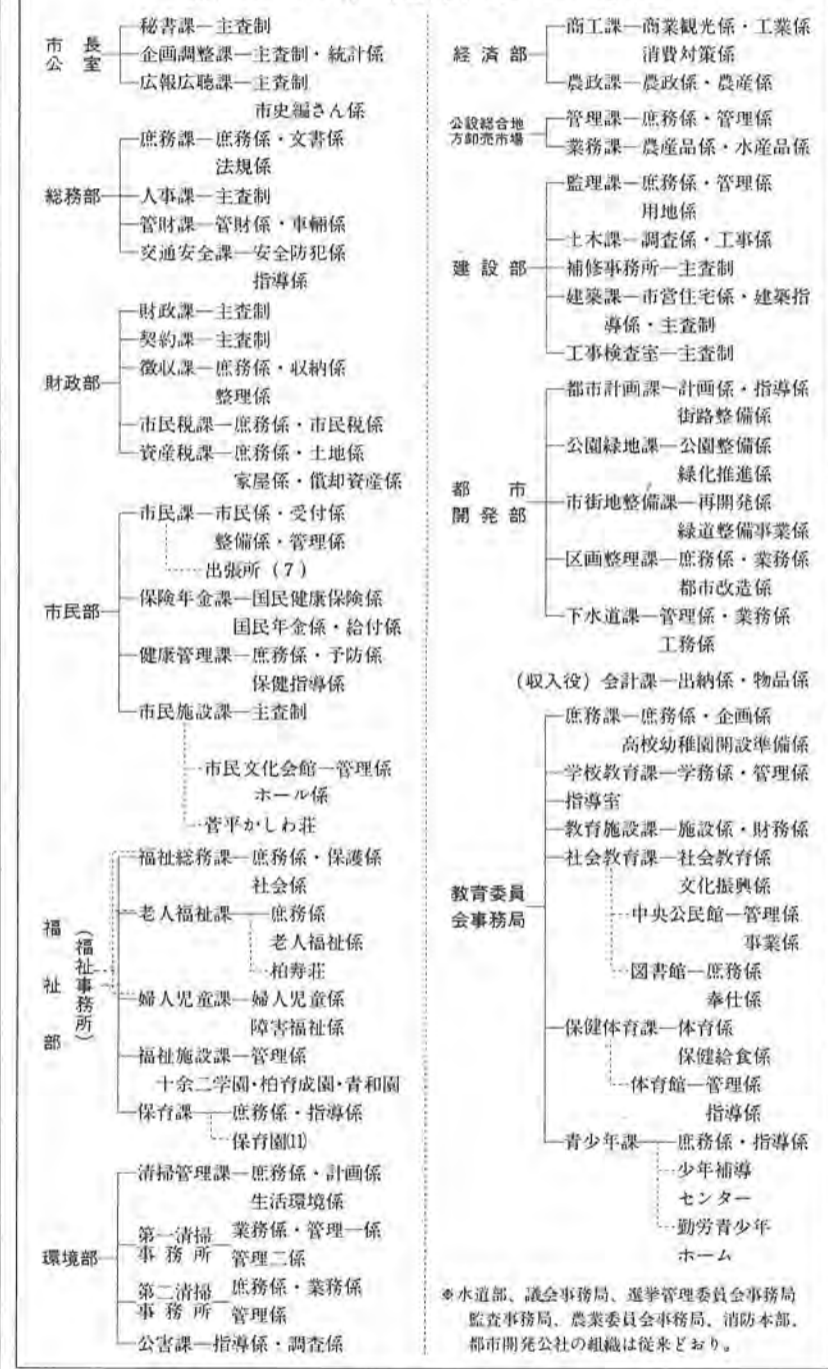 市長公室
秘書課―主査制
企画調整課―主査制・統計係
広報広聴課―主査制
市史編さん係
総務部
庶務課―庶務係・文書係
法規係
人事課―主査制
管財課―管財係・車輛係
交通安全課―安全防犯係
指導係
財政部
財政課―主査制
契約課―主査制
徴収課―庶務係・収納係
整理係
市民税課―庶務係・市民税係
資産税課―庶務係・土地係
家屋係・償却資産係
市民部
市民課―市民係・受付係
整備係・管理係
出張所(7)
保険年金課―国民健康保険係
国民年金係・給付係
健康管理課―庶務係・予防係
保健指導係
市民施設課―主査制
市民文化会館―管理係
ホール係
菅平かしわ荘
福祉部
(福祉事務所)
福祉総務課―庶務係・保護係
社会係
老人福祉課―庶務係
老人福祉係
柏寿荘
婦人児童課―婦人児童係
障害福祉係
福祉施設課―管理係
十余二学園・柏育成園・青和園
保育課―庶務係・指導係
保育園(11)
環境部
清掃管理課―庶務係・計画係
生活環境係
第一清掃事務所
業務係・管理一係
管理二係
第二清掃事務所
庶務係・業務係
管理係
公害課―指導係・調査係
経済部
商工課―商業観光係・工業係
消費対策係
農政課―農政係・農産係
公設総合地方卸売市場
管理課―庶務係・管理係
業務課―農産品係・水産品係
建設部
監理課―庶務係・管理係
用地係
土木課―調査係・工事係
補修事務所―主査制
建築課―市営住宅係・建築指
導係・主査制
工事検査室―主査制
都市開発部
都市計画課―計画係・指導係
街路整備係
公園緑地課―公園整備係
緑化推進係
市街地整備課―再開発係
緑道整備事業係
区画整理課―庶務係・業務係
都市改造係
下水道課―管理係・業務係
工務係
(収入役)会計課―出納係・物品係
教育委員会事務局
庶務課―庶務係・企画係
高校幼稚園開設準備係
学校教育課―学務係・管理係
指導室
教育施設課―施設係・財務係
社会教育課―社会教育係
文化振興係
中央公民館―管理係
事業係
図書館―庶務係
奉仕係
保健体育課―体育係
保健給食係
体育館―管理係
指導係
青少年課―庶務係・指導係
少年補導
センター
勤労青少年
ホーム
※水道部、議会事務局、選挙管理委員会事務局
監査事務局、農業委員会事務局、消防本部、
都市開発公社の組織は従来どおり。